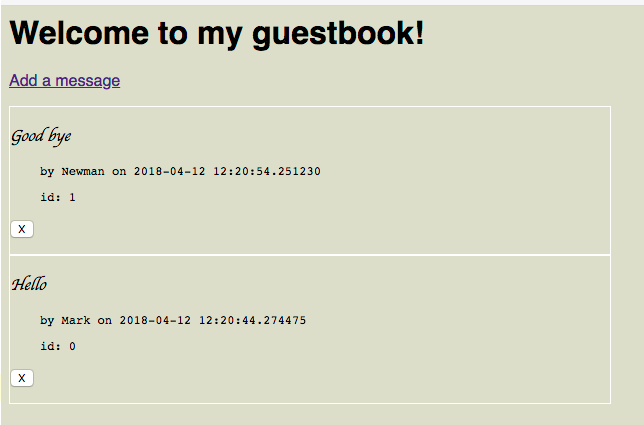 Welcome to my guestbook!
Add a message
Good bye
by Newman on 2018-04-12 12:20:54.251230
id: 1
X
Hello
by Mark on 2018-04-12 12:20:44.274475
id: 0
X